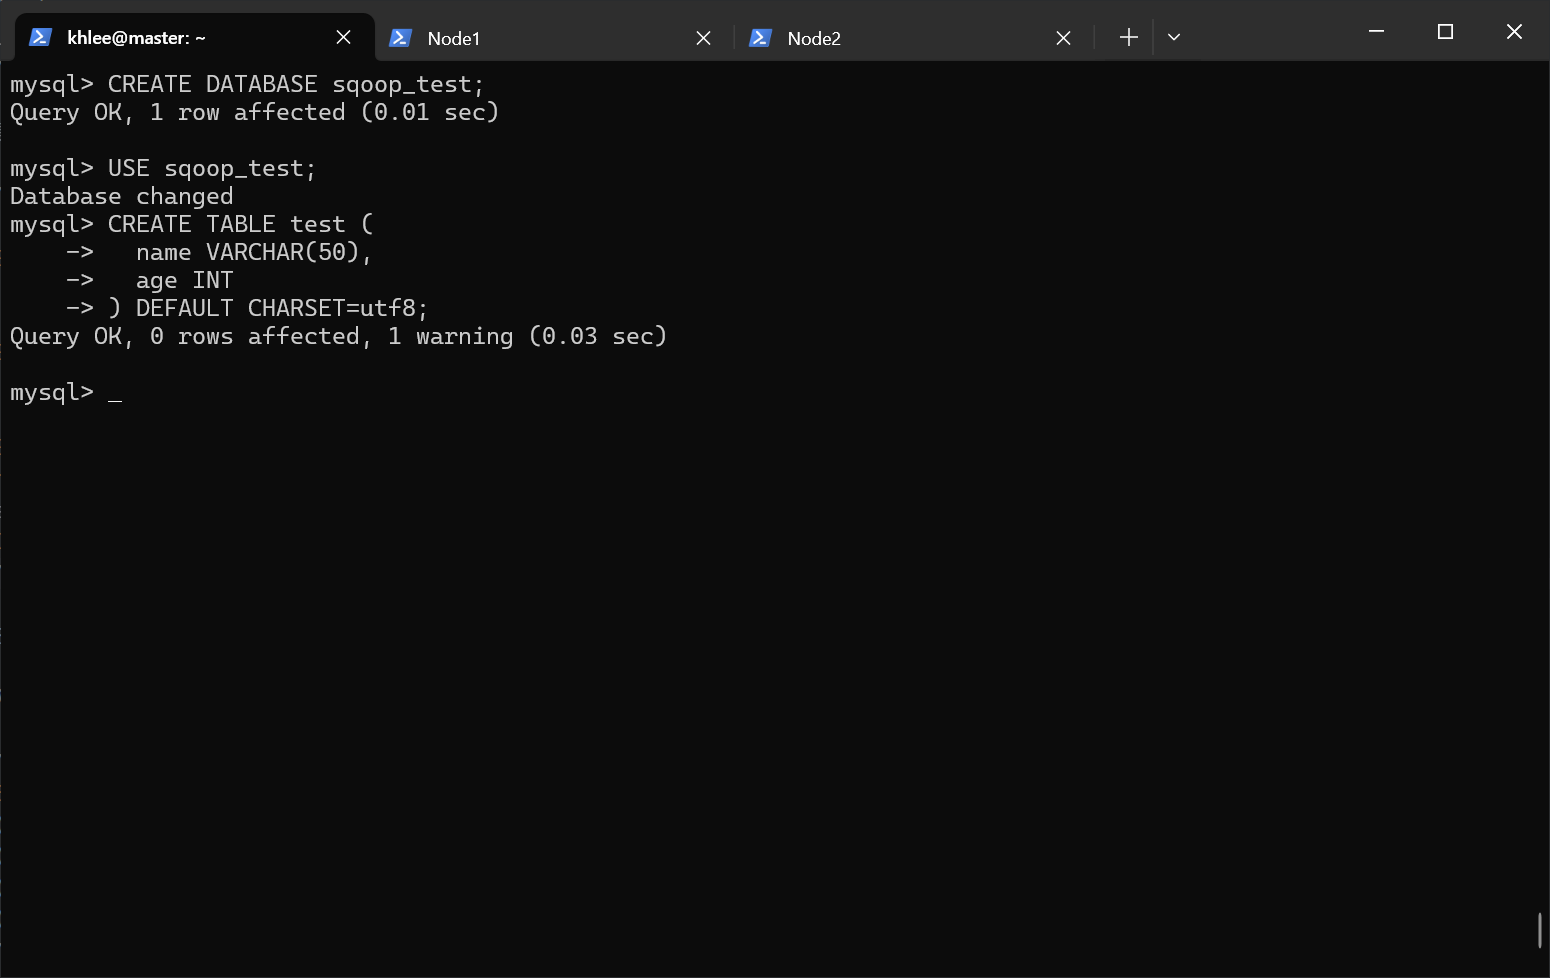 khlee@master: ~
Node1
Node2
mysql> CREATE DATABASE sqoop_test;
Query OK, 1 row affected (0.01 sec)
mysql> USE sqoop_test;
Database changed
mysql> CREATE TABLE test (
    ->   name VARCHAR(50),
    ->   age INT
    -> ) DEFAULT CHARSET=utf8;
Query OK, 0 rows affected, 1 warning (0.03 sec)
mysql> _